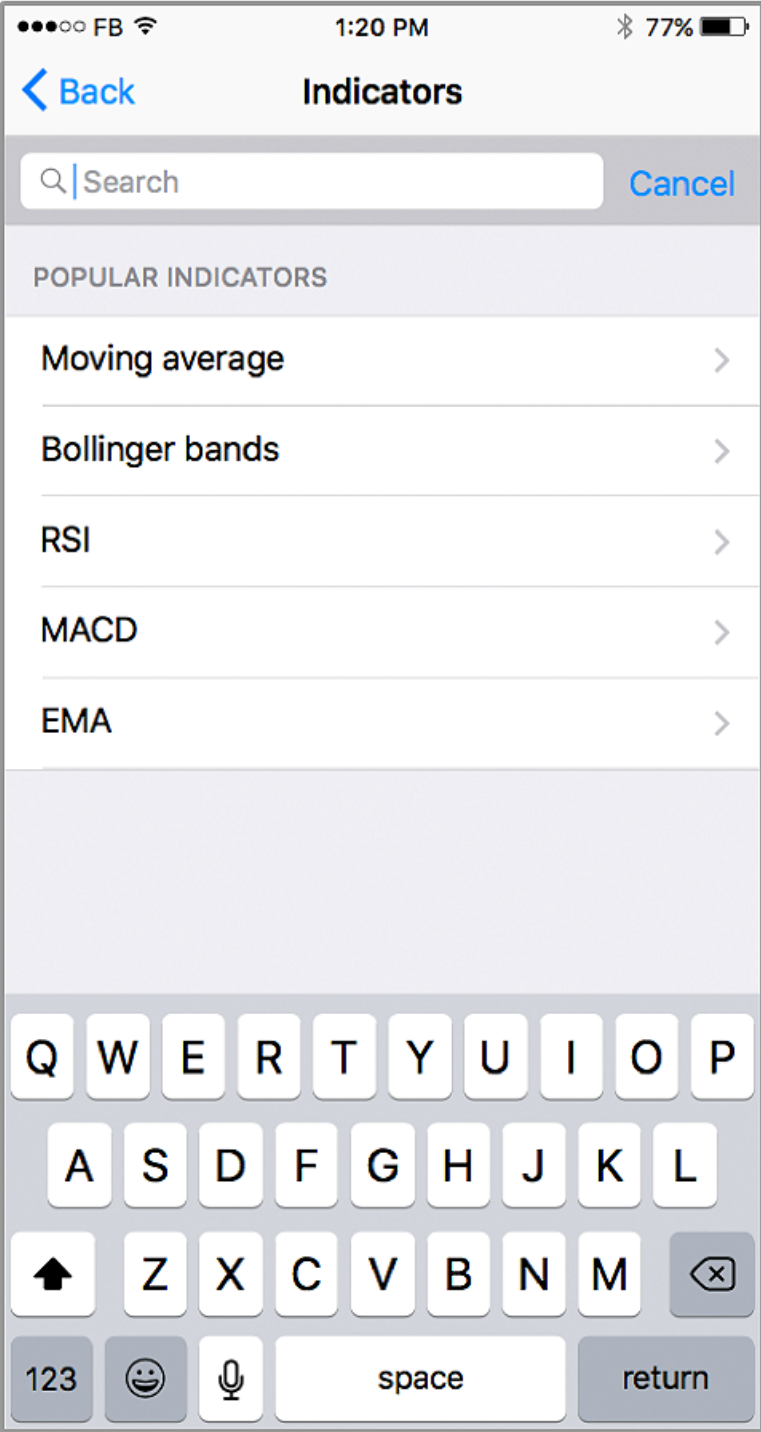 FB 1:20 PM 77%
Back Indicators
Search Cancel
POPULAR INDICATORS
Moving average
Bollinger bands
RSI
MACD
EMA
Q W E R T Y U I O P
A S D F G H J K L
Z X C V B N M
123 space return